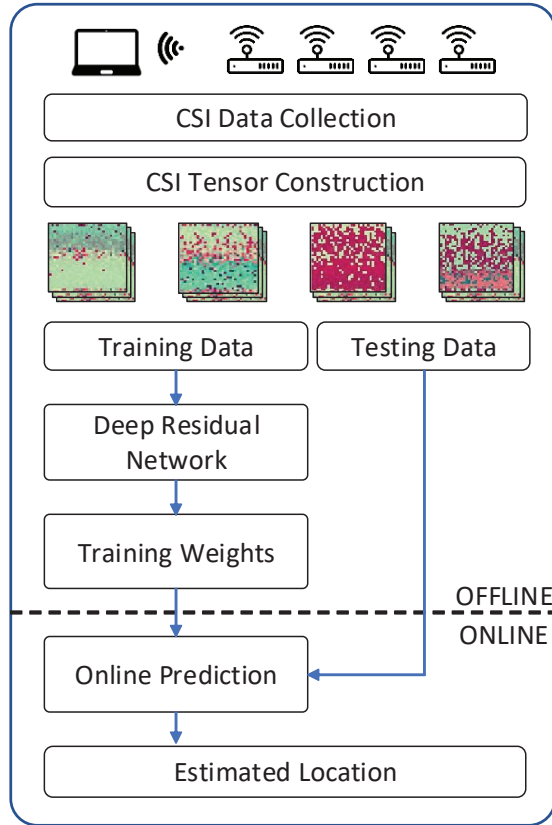 CSI Data Collection
CSI Tensor Construction
Training Data
Testing Data
Deep Residual
Network
Training Weights
OFFLINE
ONLINE
Online Prediction
Estimated Location